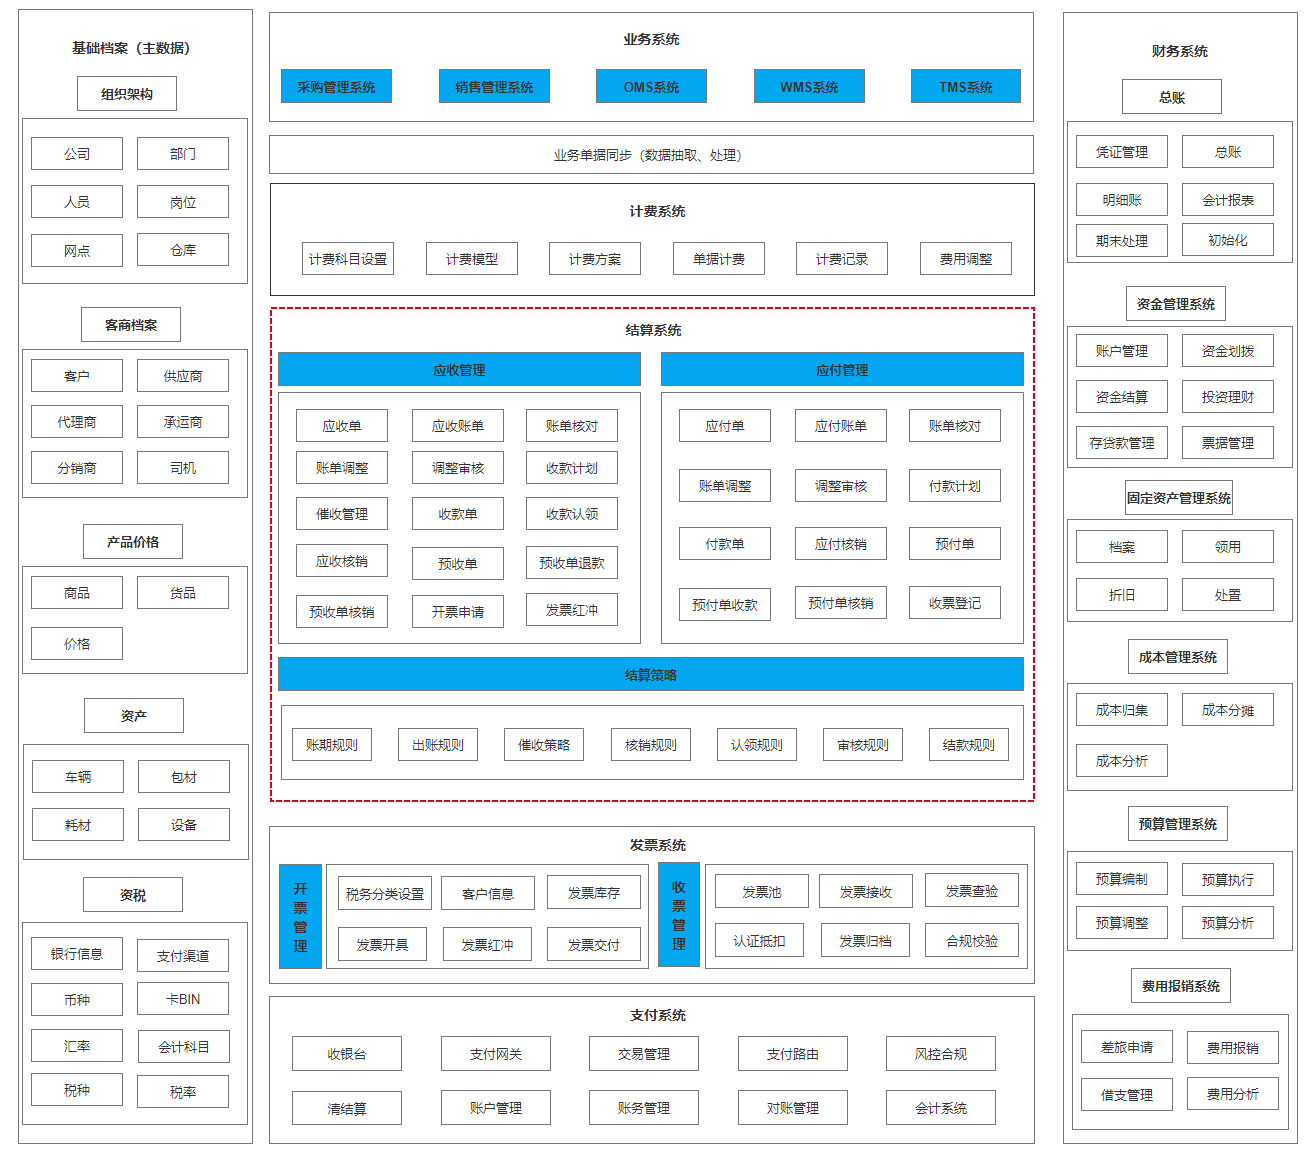 基础档案（主数据）
组织架构
公司
部门
人员
岗位
网点
仓库
客商档案
客户
供应商
代理商
承运商
分销商
司机
产品价格
商品
货品
价格
资产
车辆
包材
耗材
设备
资税
银行信息
支付渠道
币种
卡BIN
汇率
会计科目
税种
税率
业务系统
采购管理系统
销售管理系统
OMS系统
WMS系统
TMS系统
业务单据同步（数据抽取、处理）
计费系统
计费科目设置
计费模型
计费方案
单据计费
计费记录
费用调整
结算系统
应收管理
应收单
应收账单
账单核对
账单调整
调整审核
收款计划
催收管理
收款单
收款认领
应收核销
预收单
预收单退款
预收单核销
开票申请
发票红冲
应付管理
应付单
应付账单
账单核对
账单调整
调整审核
付款计划
付款单
应付核销
预付单
预付单收款
预付单核销
收票登记
结算策略
账期规则
出账规则
催收策略
核销规则
认领规则
审核规则
结款规则
发票系统
开票管理
税务分类设置
客户信息
发票库存
发票开具
发票红冲
发票交付
收票管理
发票池
发票接收
发票查验
认证抵扣
发票归档
合规校验
支付系统
收银台
支付网关
交易管理
支付路由
风控合规
清结算
账户管理
账务管理
对账管理
会计系统
财务系统
总账
凭证管理
总账
明细账
会计报表
期末处理
初始化
资金管理系统
账户管理
资金划拨
资金结算
投资理财
存贷款管理
票据管理
固定资产管理系统
档案
领用
折旧
处置
成本管理系统
成本归集
成本分摊
成本分析
预算管理系统
预算编制
预算执行
预算调整
预算分析
费用报销系统
差旅申请
费用报销
借支管理
费用分析